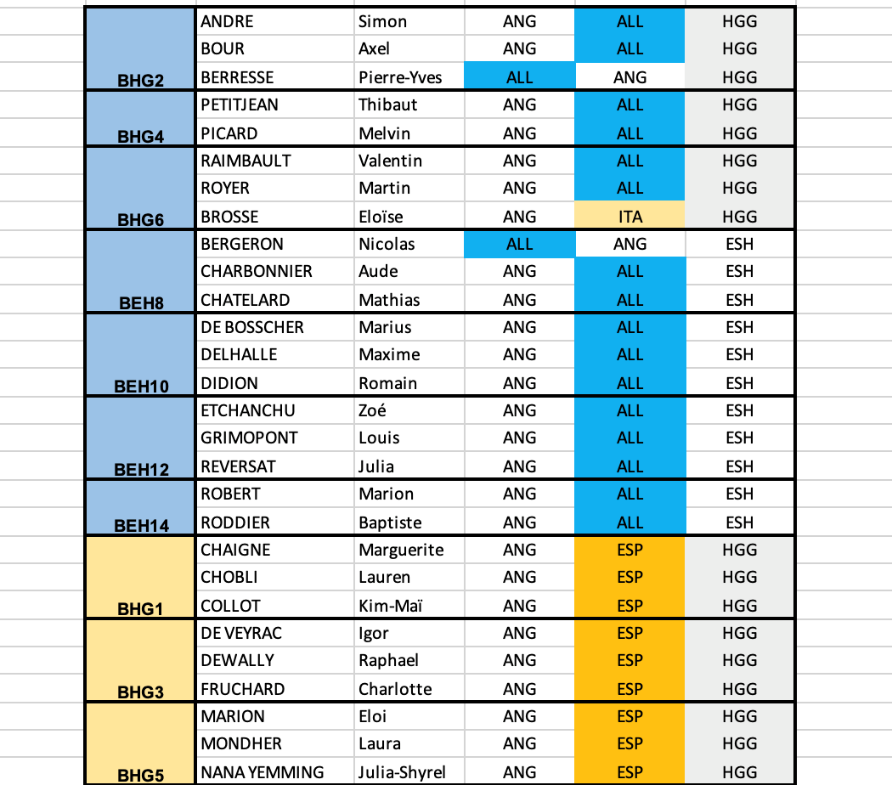 ANDRE Simon ANG ALL HGG
BOUR Axel ANG ALL HGG
BHG2 BERRESSE Pierre-Yves ALL ANG HGG
PETITJEAN Thibaut ANG ALL HGG
BHG4 PICARD Melvin ANG ALL HGG
RAIMBAULT Valentin ANG ALL HGG
ROYER Martin ANG ALL HGG
BHG6 BROSSE Eloïse ANG ITA HGG
BERGERON Nicolas ALL ANG ESH
CHARBONNIER Aude ANG ALL ESH
BEH8 CHATELARD Mathias ANG ALL ESH
DE BOSSCHER Marius ANG ALL ESH
DELHALLE Maxime ANG ALL ESH
BEH10 DIDION Romain ANG ALL ESH
ETCHANCHU Zoé ANG ALL ESH
GRIMOPONT Louis ANG ALL ESH
BEH12 REVERSAT Julia ANG ALL ESH
ROBERT Marion ANG ALL ESH
BEH14 RODDIER Baptiste ANG ALL ESH
CHAIGNE Marguerite ANG ESP HGG
CHOBLI Lauren ANG ESP HGG
BHG1 COLLOT Kim-Maï ANG ESP HGG
DE VEYRAC Igor ANG ESP HGG
DEWALLY Raphael ANG ESP HGG
BHG3 FRUCHARD Charlotte ANG ESP HGG
MARION Eloi ANG ESP HGG
MONDHER Laura ANG ESP HGG
BHG5 NANA YEMMING Julia-Shyrel ANG ESP HGG